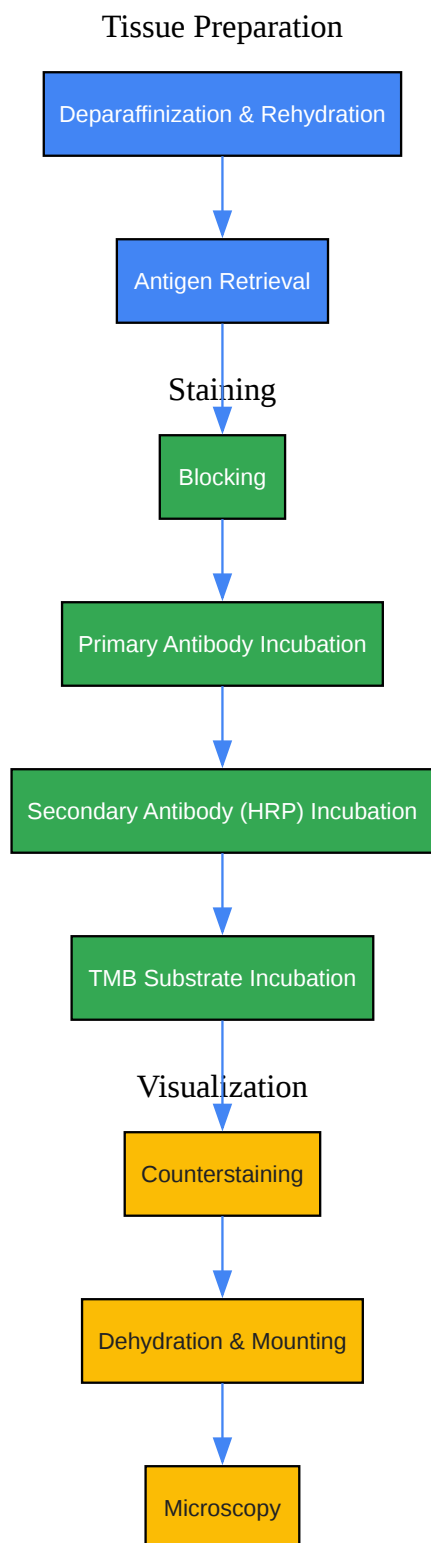 Tissue Preparation
Deparaffinization & Rehydration
Antigen Retrieval
Staining
Blocking
Primary Antibody Incubation
Secondary Antibody (HRP) Incubation
TMB Substrate Incubation
Visualization
Counterstaining
Dehydration & Mounting
Microscopy